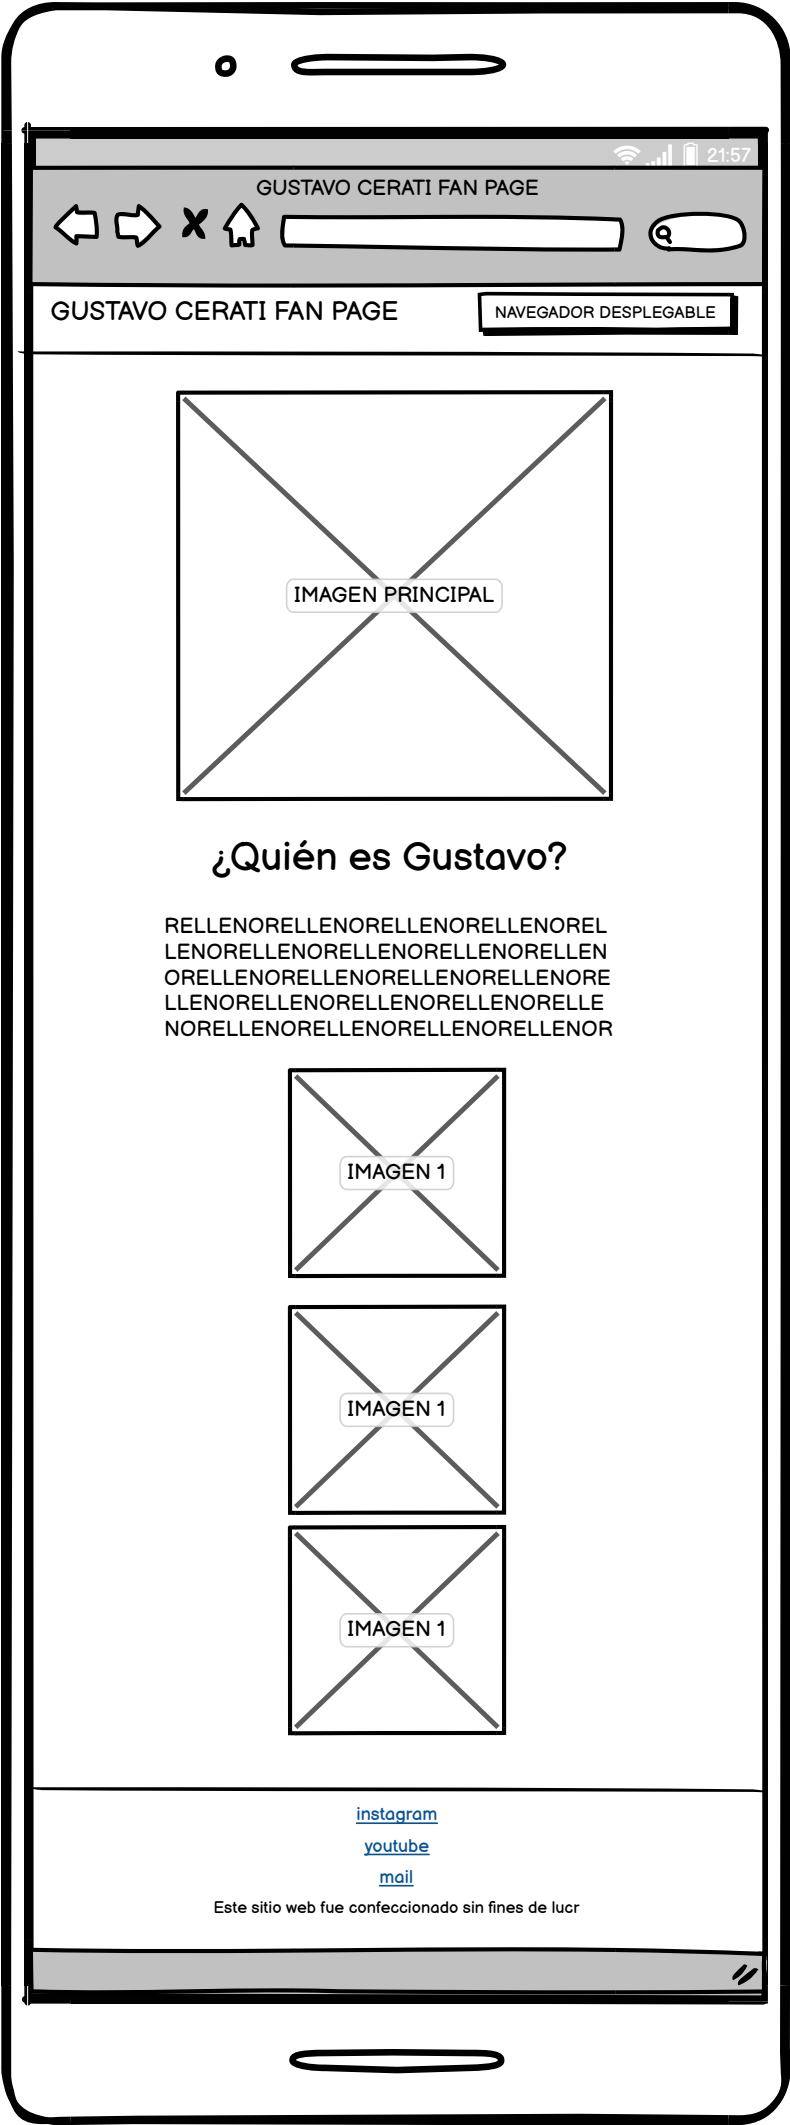 21:57
GUSTAVO CERATI FAN PAGE
GUSTAVO CERATI FAN PAGE
NAVEGADOR DESPLEGABLE
IMAGEN PRINCIPAL
¿Quién es Gustavo?
RELLENORELLENORELLENORELLENOREL
LENORELLENORELLENORELLENORELLEN
ORELLENORELLENORELLENORELLENORE
LLENORELLENORELLENORELLENORELLE
NORELLENORELLENORELLENORELLENOR
IMAGEN 1
IMAGEN 1
IMAGEN 1
instagram
youtube
mail
Este sitio web fue confeccionado sin fines de lucr